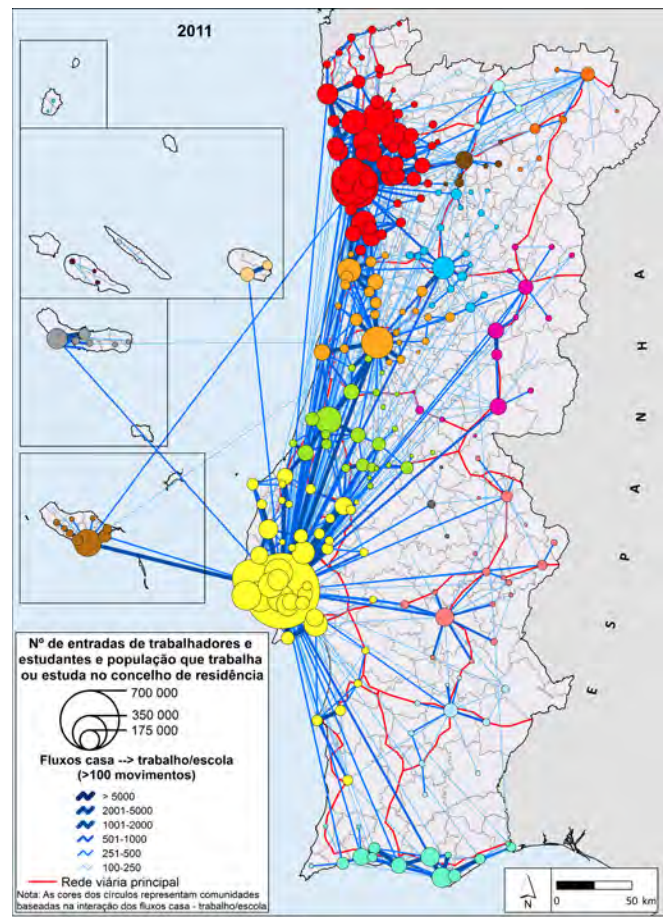 2011
ESPANHA
Nº de entradas de trabalhadores e
estudantes e população que trabalha
ou estuda no concelho de residência
700 000
350 000
175 000
Fluxos casa --> trabalho/escola
(>100 movimentos)
> 5000
2001-5000
1001-2000
501-1000
251-500
100-250
Rede viária principal
Nota: As cores dos círculos representam comunidades
baseadas na interação dos fluxos casa - trabalho/escola.
N
0 50 km